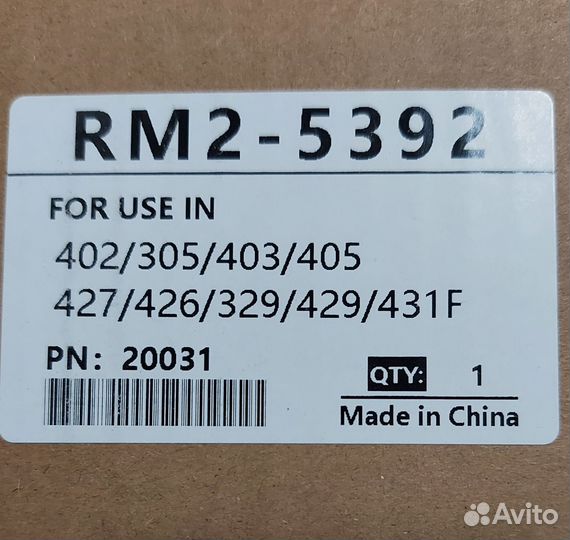 RM2-5392
FOR USE IN
402/305/403/405
427/426/329/429/431F
PN: 20031
QTY: 1
Made in China
Avito